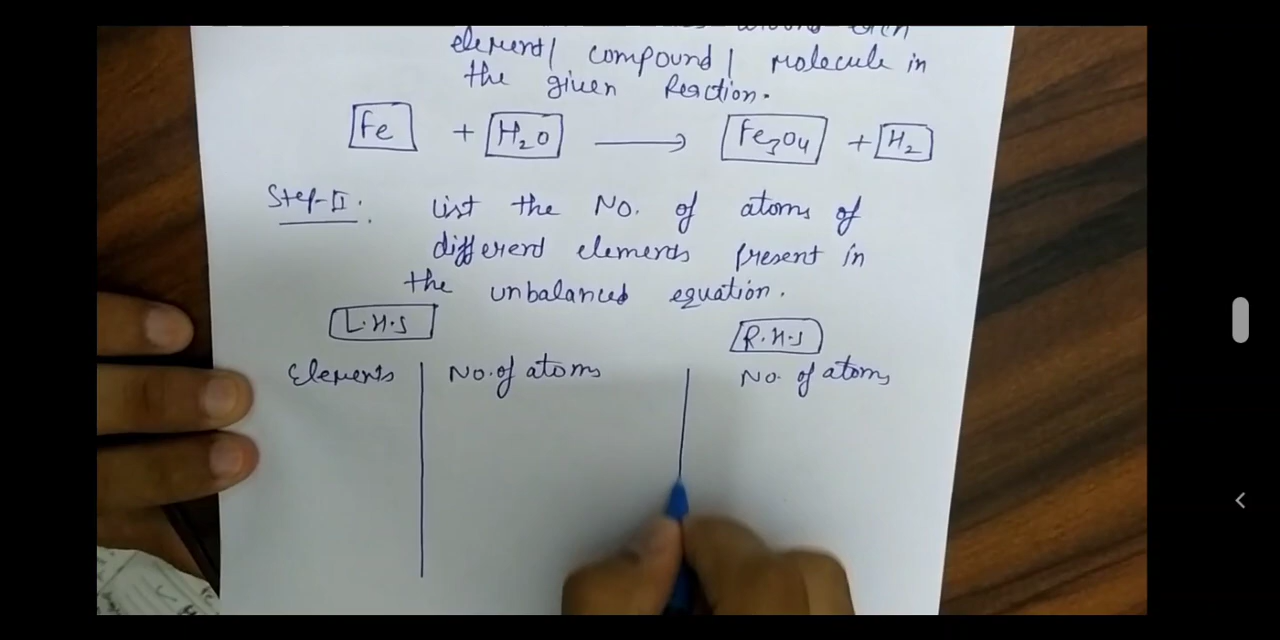 element/ compound/ molecule in
the given Reaction.
Fe + H₂O ⟶ Fe₃O₄ + H₂
Step-II. List the No. of atoms of
different elements present in
the unbalanced equation.
L.H.S R.H.S
Elements No. of atoms No. of atoms